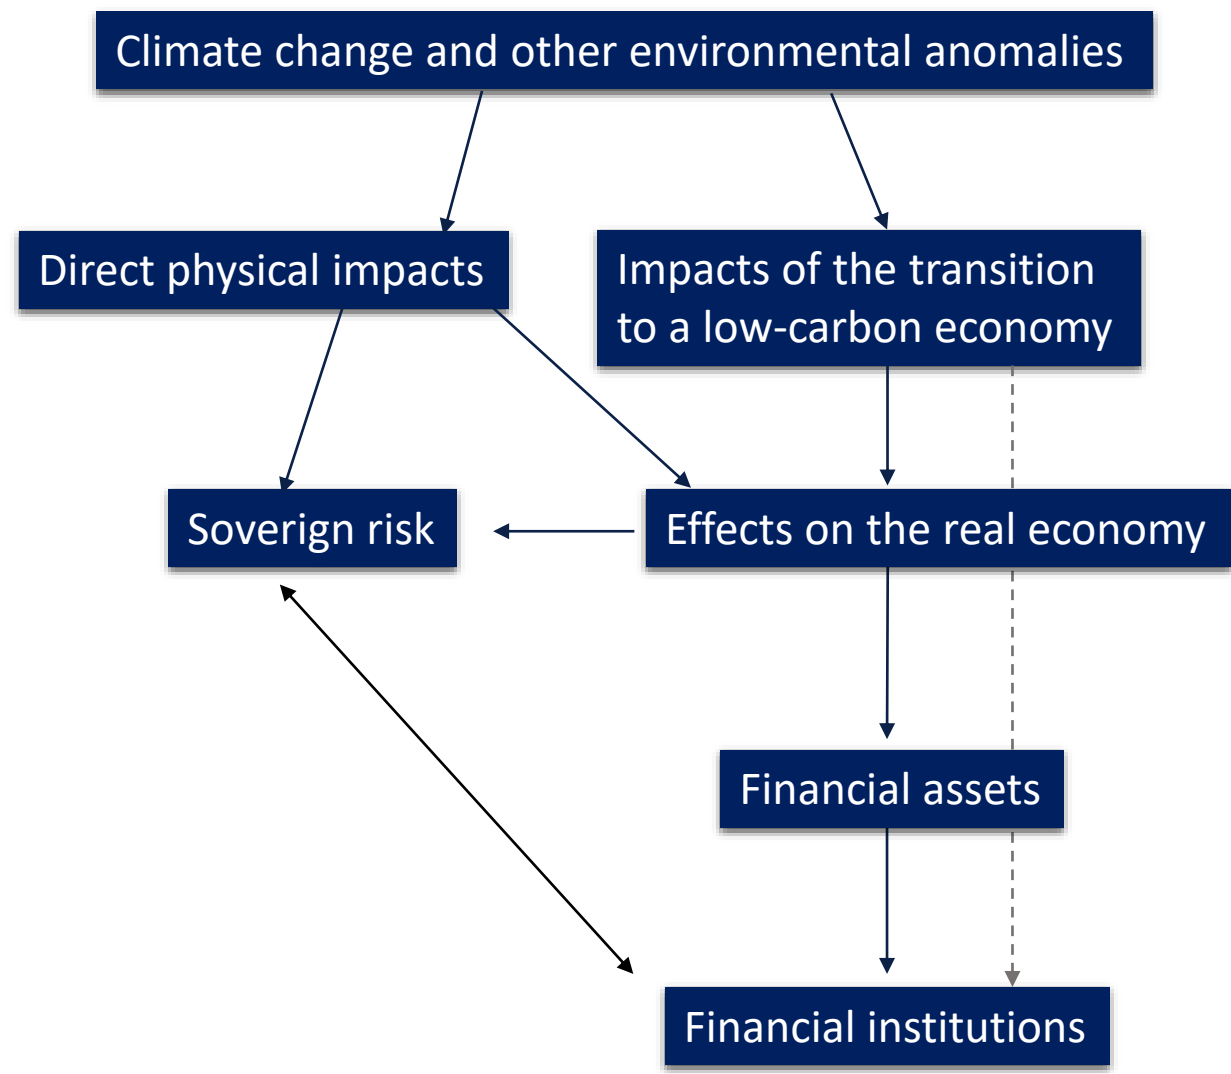 Climate change and other environmental anomalies
Direct physical impacts
Impacts of the transition
to a low-carbon economy
Soverign risk
Effects on the real economy
Financial assets
Financial institutions